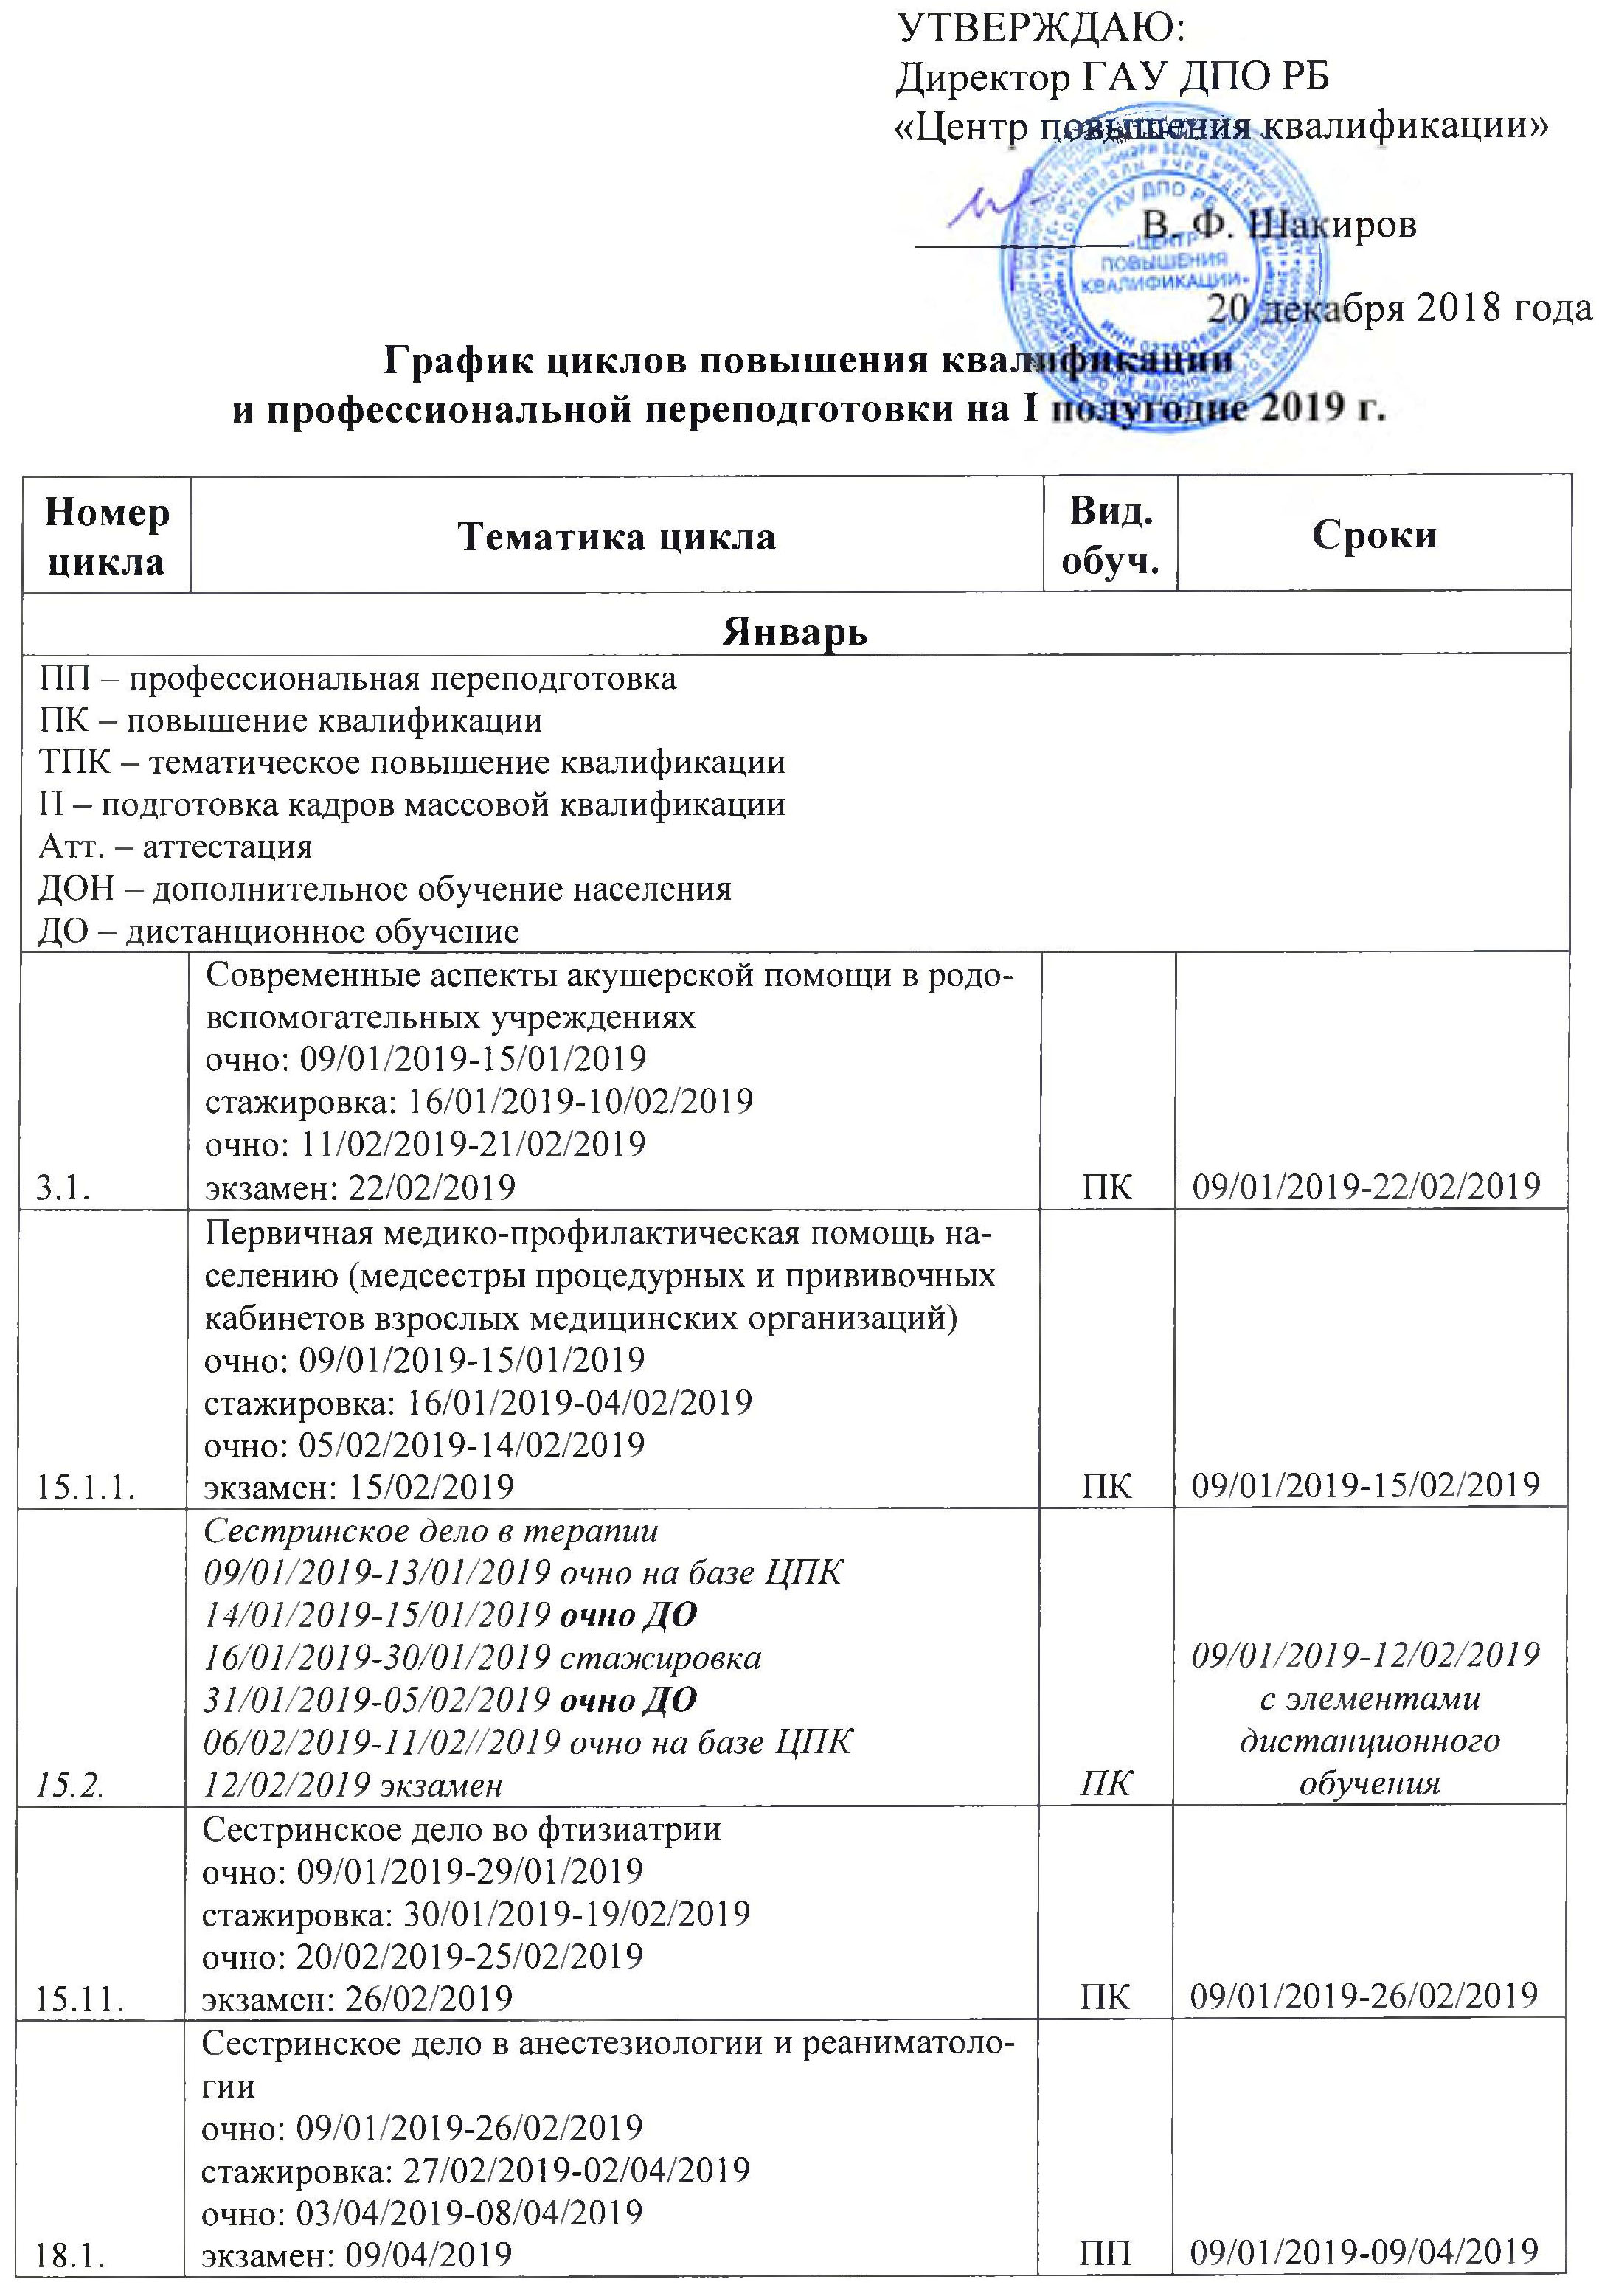 УТВЕРЖДАЮ:
Директор ГАУ ДПО РБ
«Центр повышения квалификации»
В. Ф. Шакиров
ГАУ ДПО РБ
«ЦЕНТР
ПОВЫШЕНИЯ
КВАЛИФИКАЦИИ»
20 декабря 2018 года
График циклов повышения квалификации
и профессиональной переподготовки на I полугодие 2019 г.
Номер цикла
Тематика цикла
Вид. обуч.
Сроки
Январь
ПП – профессиональная переподготовка
ПК – повышение квалификации
ТПК – тематическое повышение квалификации
П – подготовка кадров массовой квалификации
Атт. – аттестация
ДОН – дополнительное обучение населения
ДО – дистанционное обучение
Современные аспекты акушерской помощи в родо-
вспомогательных учреждениях
очно: 09/01/2019-15/01/2019
стажировка: 16/01/2019-10/02/2019
очно: 11/02/2019-21/02/2019
3.1. экзамен: 22/02/2019 ПК 09/01/2019-22/02/2019
Первичная медико-профилактическая помощь на-
селению (медсестры процедурных и прививочных
кабинетов взрослых медицинских организаций)
очно: 09/01/2019-15/01/2019
стажировка: 16/01/2019-04/02/2019
очно: 05/02/2019-14/02/2019
15.1.1. экзамен: 15/02/2019 ПК 09/01/2019-15/02/2019
Сестринское дело в терапии
09/01/2019-13/01/2019 очно на базе ЦПК
14/01/2019-15/01/2019 очно ДО
16/01/2019-30/01/2019 стажировка 09/01/2019-12/02/2019
31/01/2019-05/02/2019 очно ДО с элементами
06/02/2019-11/02//2019 очно на базе ЦПК дистанционного
15.2. 12/02/2019 экзамен ПК обучения
Сестринское дело во фтизиатрии
очно: 09/01/2019-29/01/2019
стажировка: 30/01/2019-19/02/2019
очно: 20/02/2019-25/02/2019
15.11. экзамен: 26/02/2019 ПК 09/01/2019-26/02/2019
Сестринское дело в анестезиологии и реаниматоло-
гии
очно: 09/01/2019-26/02/2019
стажировка: 27/02/2019-02/04/2019
очно: 03/04/2019-08/04/2019
18.1. экзамен: 09/04/2019 ПП 09/01/2019-09/04/2019